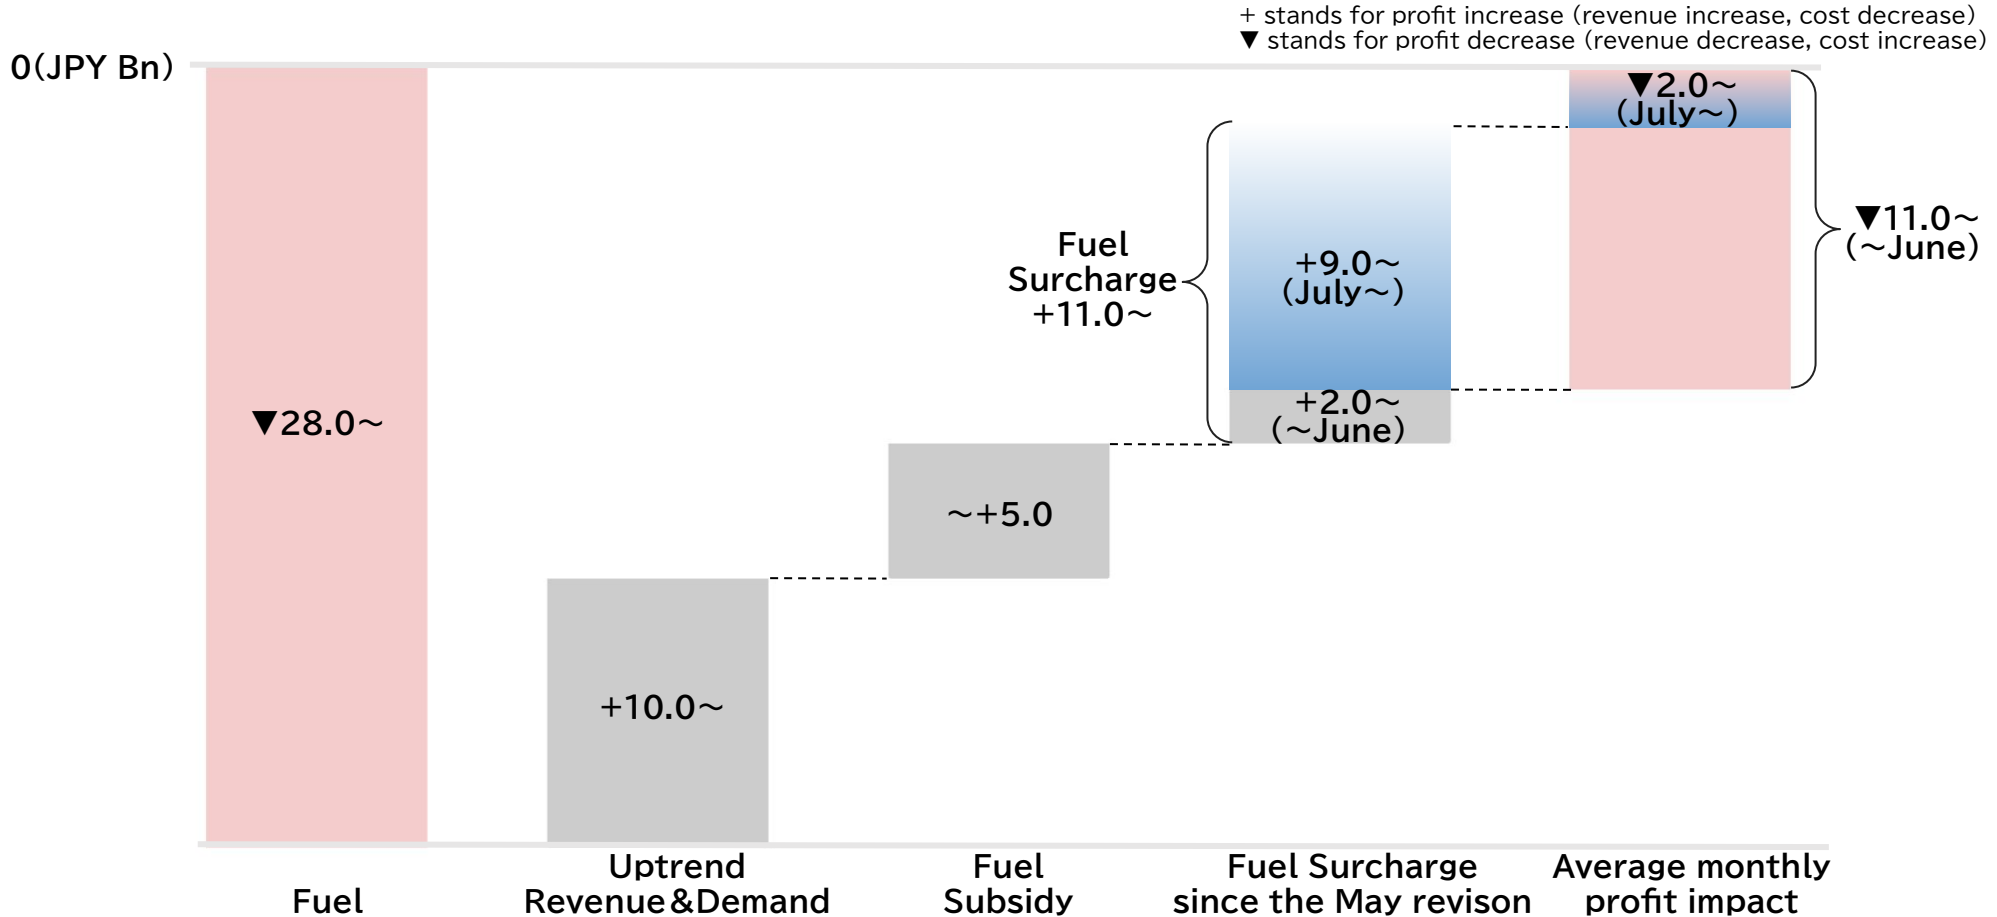 + stands for profit increase (revenue increase, cost decrease)
▼ stands for profit decrease (revenue decrease, cost increase)
0(JPY Bn)
▼2.0～
(July～)
▼11.0～
(～June)
Fuel
Surcharge
+11.0～
+9.0～
(July～)
+2.0～
(～June)
▼28.0～
～+5.0
+10.0～
Fuel
Uptrend
Revenue&Demand
Fuel
Subsidy
Fuel Surcharge
since the May revison
Average monthly
profit impact